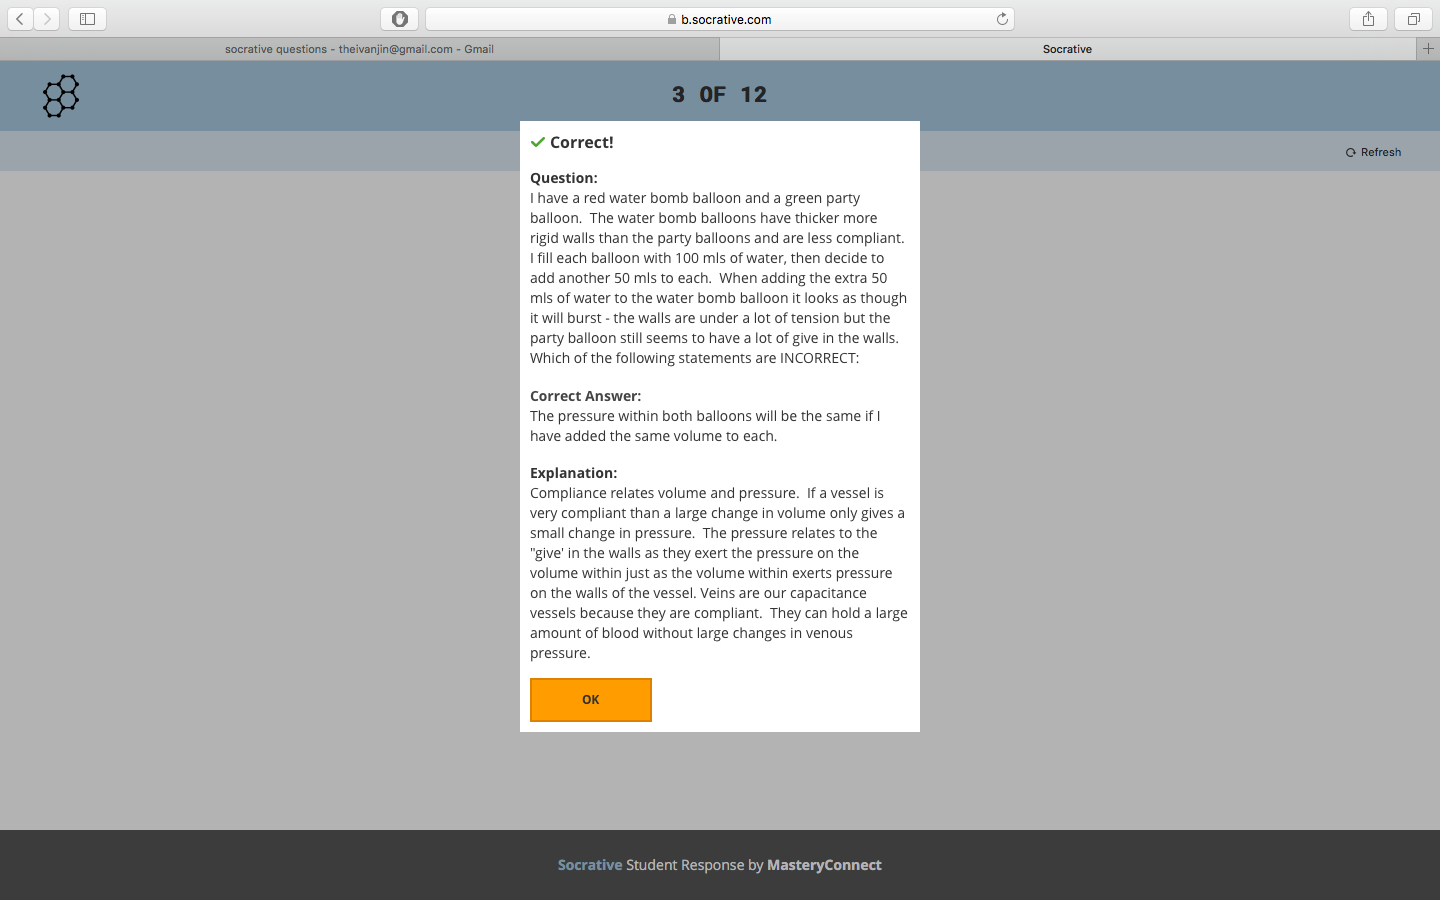 b.socrative.com
socrative questions - theivanjin@gmail.com - Gmail
Socrative
3 OF 12
Refresh
Correct!
Question:
I have a red water bomb balloon and a green party
balloon. The water bomb balloons have thicker more
rigid walls than the party balloons and are less compliant.
I fill each balloon with 100 mls of water, then decide to
add another 50 mls to each. When adding the extra 50
mls of water to the water bomb balloon it looks as though
it will burst - the walls are under a lot of tension but the
party balloon still seems to have a lot of give in the walls.
Which of the following statements are INCORRECT:
Correct Answer:
The pressure within both balloons will be the same if I
have added the same volume to each.
Explanation:
Compliance relates volume and pressure. If a vessel is
very compliant than a large change in volume only gives a
small change in pressure. The pressure relates to the
"give' in the walls as they exert the pressure on the
volume within just as the volume within exerts pressure
on the walls of the vessel. Veins are our capacitance
vessels because they are compliant. They can hold a large
amount of blood without large changes in venous
pressure.
OK
Socrative Student Response by MasteryConnect